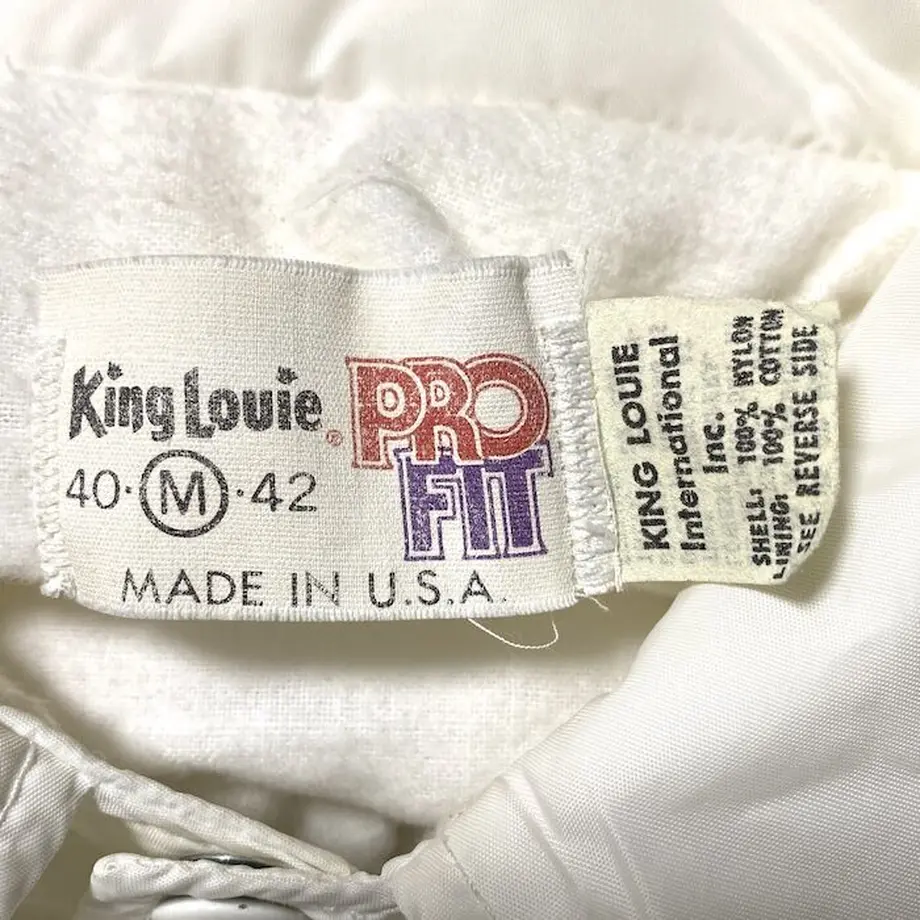 King Louie®
PRO
FIT
40·M·42
MADE IN U.S.A.
KING LOUIE
International
Inc.
SHELL: 100% NYLON
LINING: 100% COTTON
SEE REVERSE SIDE